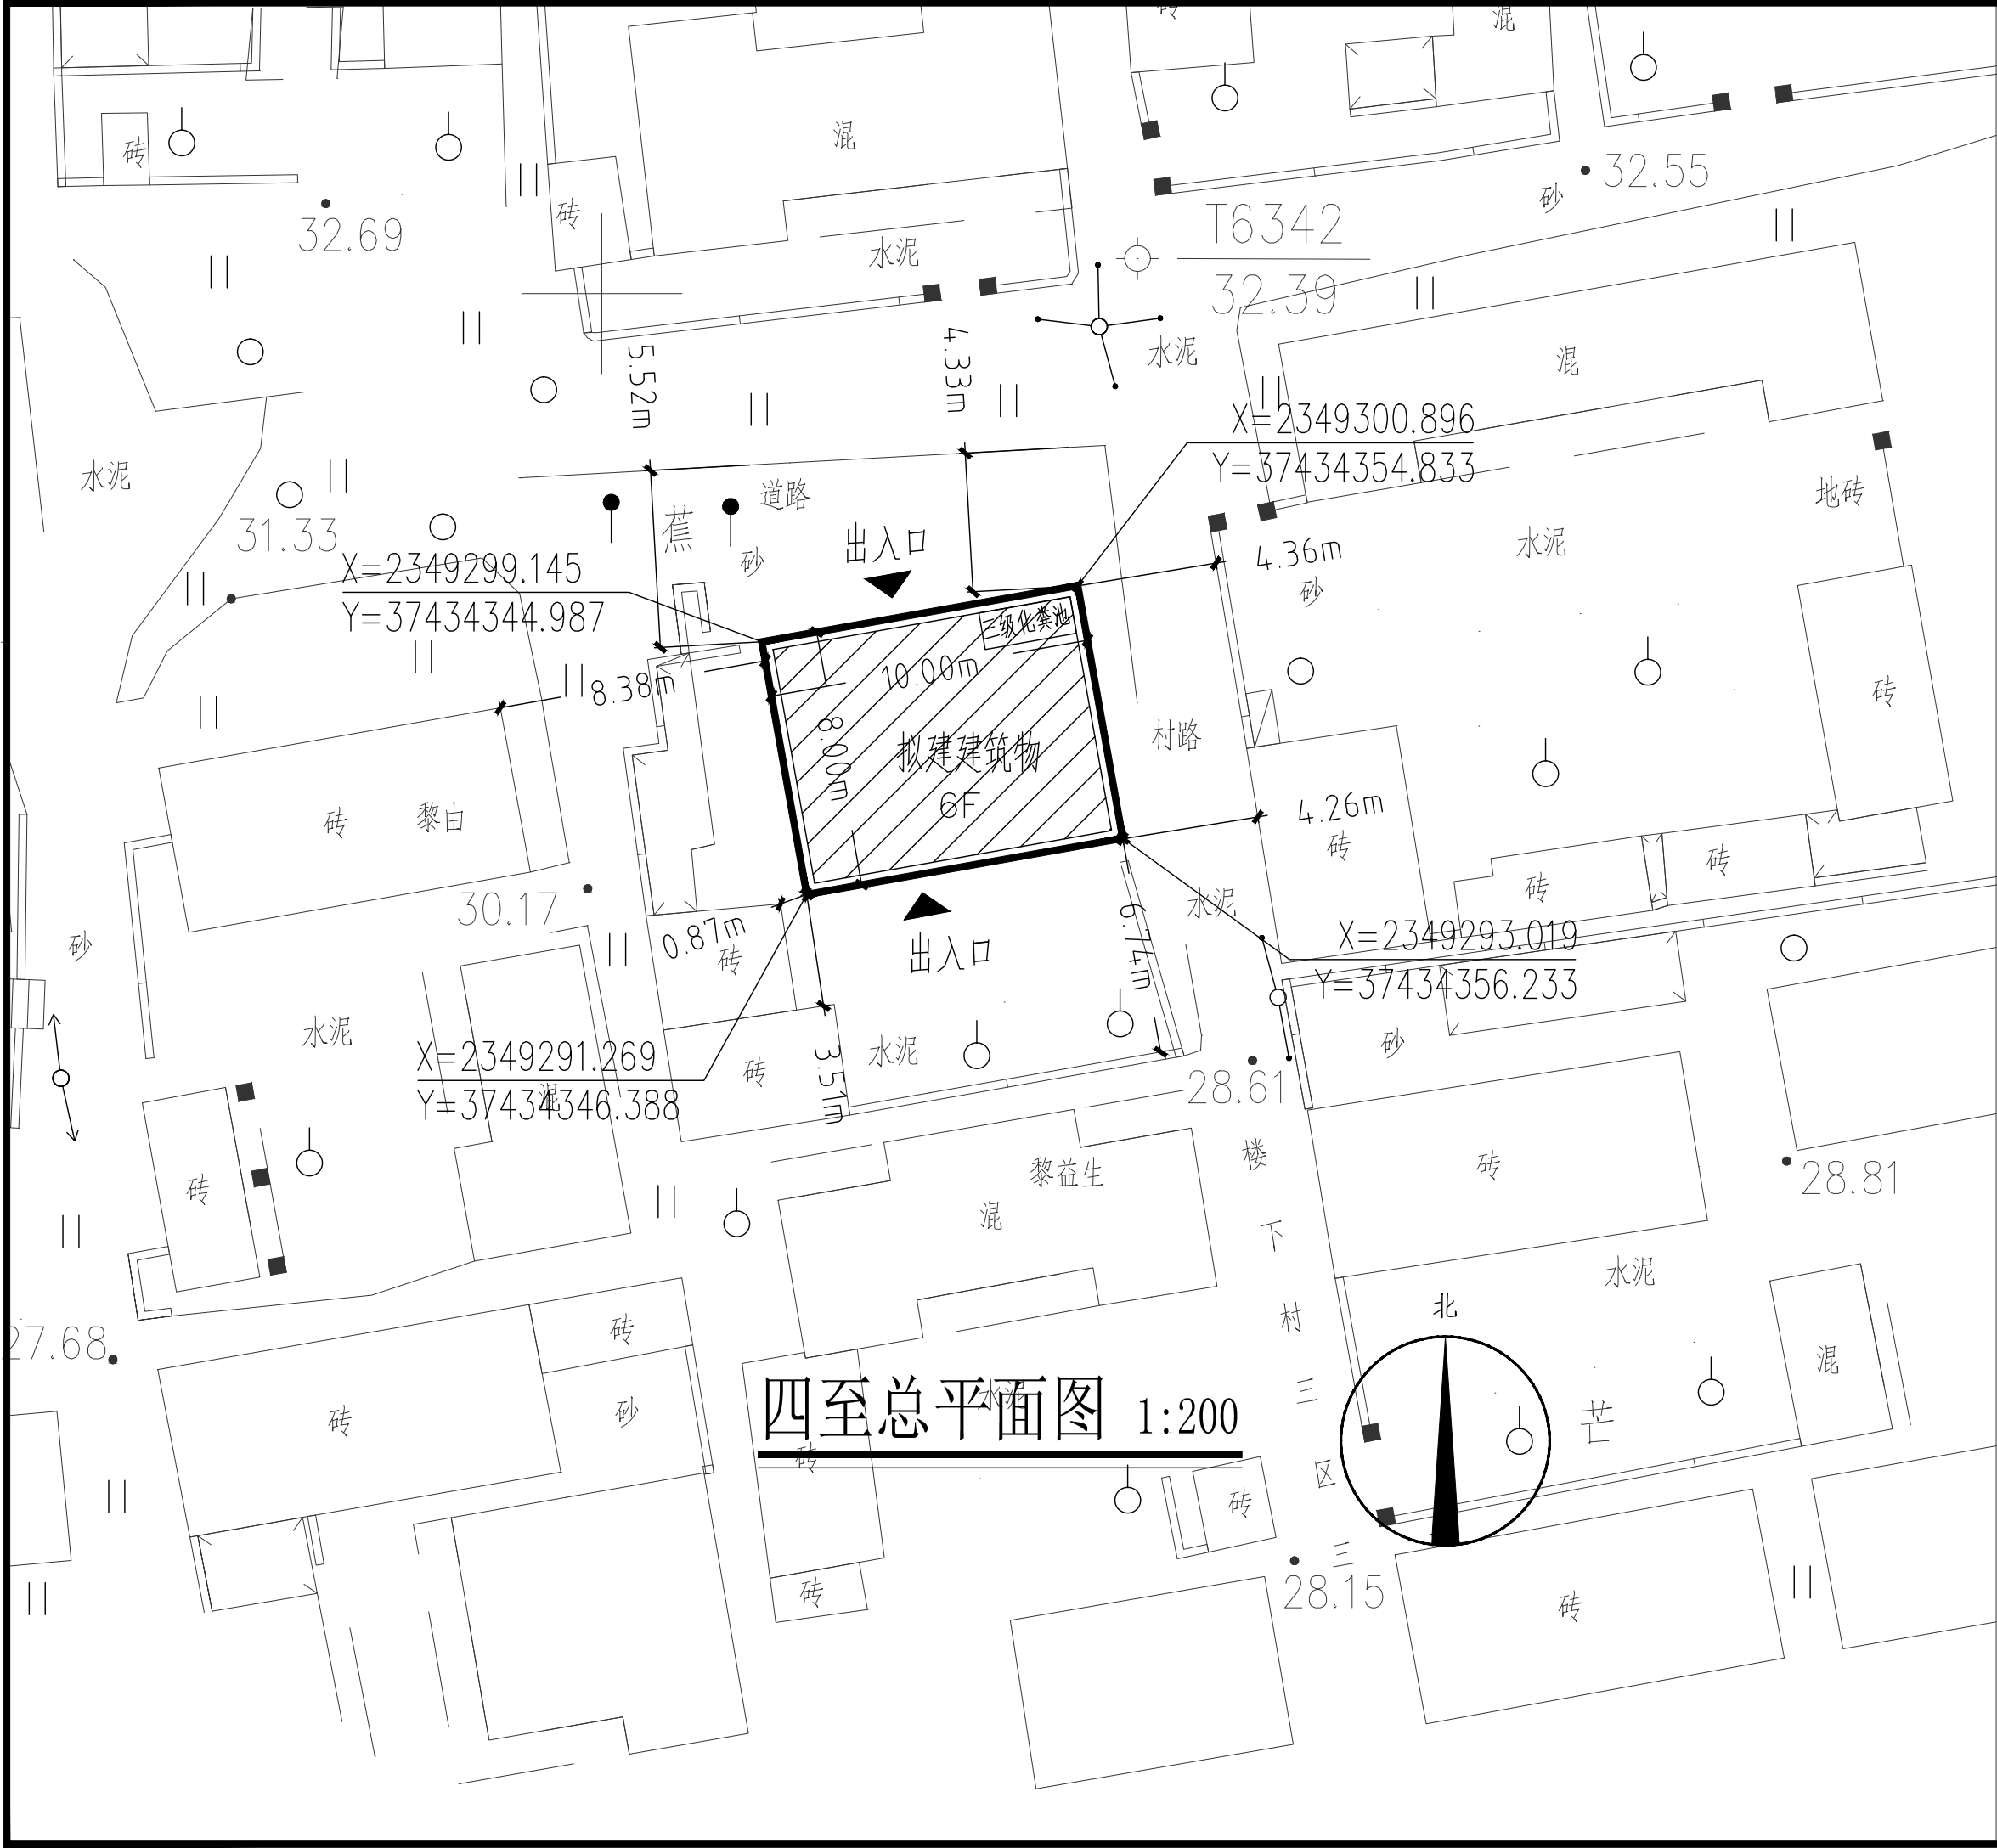 砖
混
混
砖
砖
水泥
32.69
32.55
砂
T6342
32.39
水泥
混
5.52m
4.33m
水泥
31.33
蕉
道路
砂
出入口
X=2349300.896
Y=37434354.833
4.36m
砂
水泥
地砖
X=2349299.145
Y=37434344.987
三级化粪池
10.00m
8.38m
8.00m
拟建建筑物
6F
村路
砖
4.26m
砖
砖
砖
砖
黎由
30.17
砂
0.87m
砖
出入口
6.74m
水泥
X=2349293.019
Y=37434356.233
水泥
X=2349291.269
Y=37434346.388
混
砖
3.51m
水泥
28.61
砂
砖
黎益生
混
楼
下
村
三
区
三
砖
28.81
水泥
27.68
砖
砖
砂
北
混
芒
四至总平面图 1:200
水泥
砖
砖
砖
28.15
砖